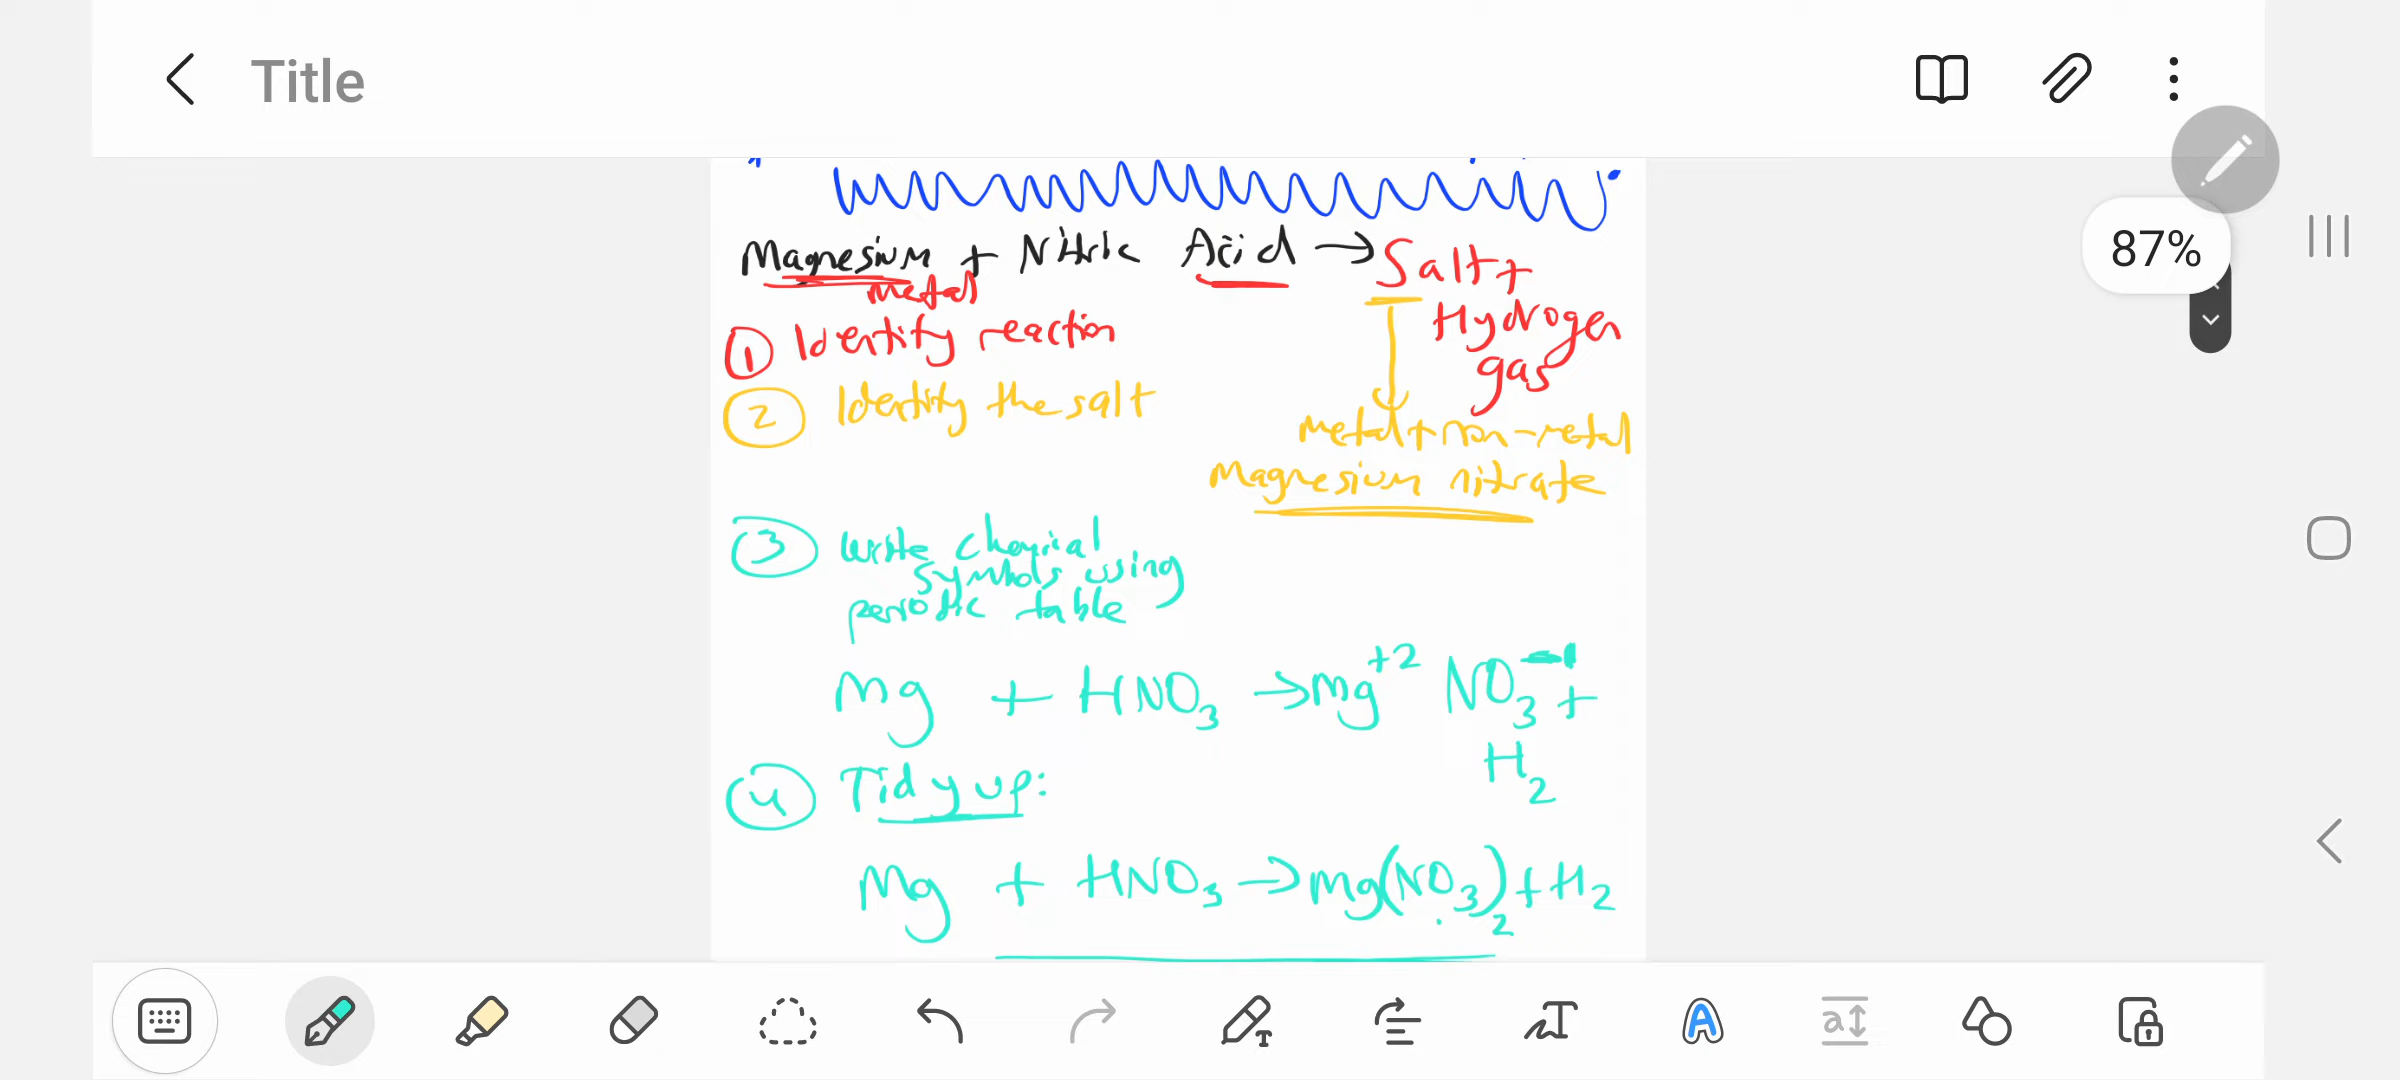 Title
87%
Magnesium + Nitric Acid → Salt +
metal
Hydrogen
gas
① Identify reaction
② Identify the salt
metal + non-metal
Magnesium nitrate
③ write chemical
symbols using
periodic table
Mg + HNO₃ → Mg⁺² NO₃⁻¹ +
H₂
④ Tidy up:
Mg + HNO₃ → Mg(NO₃)₂ + H₂